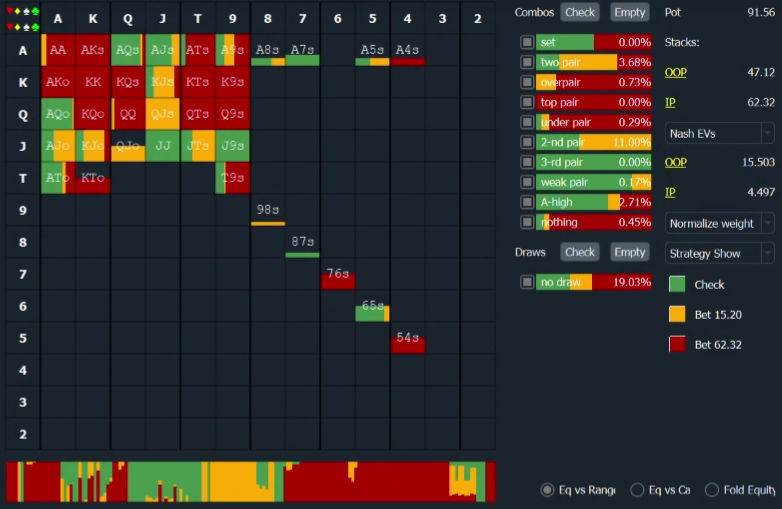 A K Q J T 9 8 7 6 5 4 3 2
A AA AKs AQs AJs ATs A9s A8s A7s A5s A4s
K AKo KK KQs KJs KTs K9s
Q AQo KQo QQ QJs QTs Q9s
J AJo KJo QJo JJ JTs J9s
T ATo KTo T9s
9 98s
8 87s
7 76s
6 65s
5 54s
4
3
2
Combos Check Empty
set 0.00%
two pair 3.68%
overpair 0.73%
top pair 0.00%
under pair 0.29%
2-nd pair 11.00%
3-rd pair 0.00%
weak pair 0.17%
A-high 2.71%
nothing 0.45%
Draws Check Empty
no draw 19.03%
Pot 91.56
Stacks:
OOP 47.12
IP 62.32
Nash EVs
OOP 15.503
IP 4.497
Normalize weight
Strategy Show
Check
Bet 15.20
Bet 62.32
Eq vs Range Eq vs Ca Fold Equity